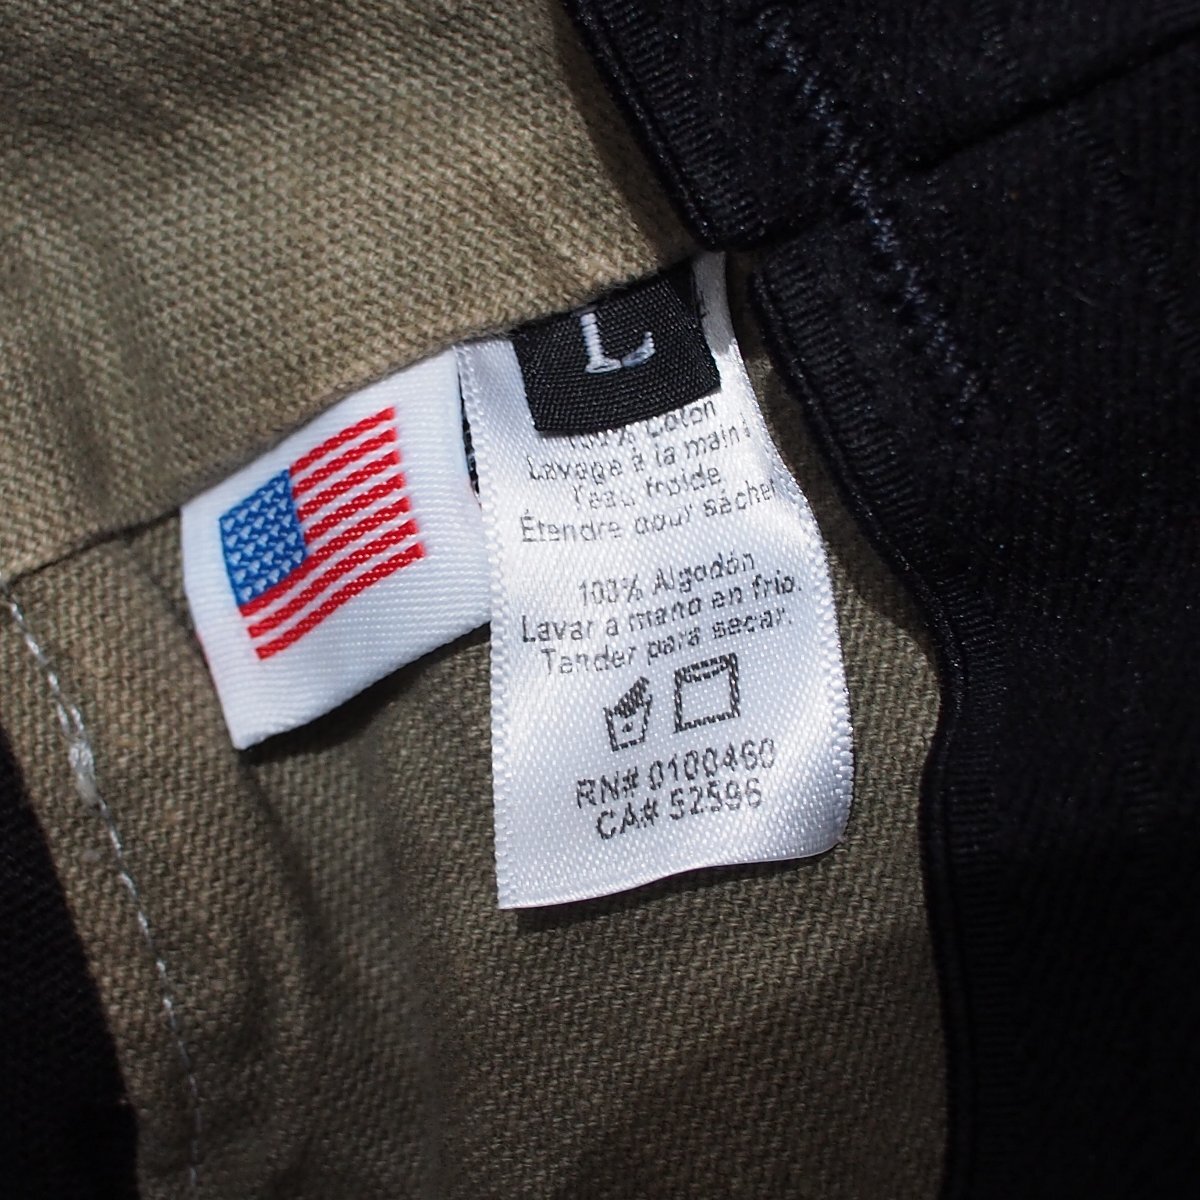 L
100% Coton
Lavage à la main
l'eau froide
Étendre pour sécher
100% Algodón
Lavar a mano en frio.
Tander para secar.
RN# 0100460
CA# 52596